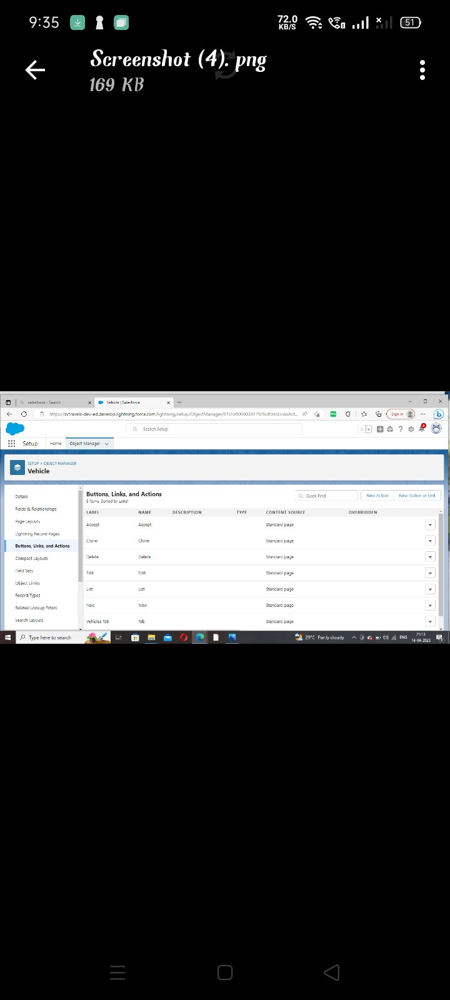 9:35
72.0
KB/S
51
Screenshot (4). png
169 KB
salesforce - Search
Vehicle | Salesforce
https://svtravels-dev-ed.develop.lightning.force.com/lightning/setup/ObjectManager/01I2w000003XFT9/ButtonsLinksAct...
Sign in
Search Setup
Setup
Home
Object Manager
SETUP > OBJECT MANAGER
Vehicle
Details
Fields & Relationships
Page Layouts
Lightning Record Pages
Buttons, Links, and Actions
Compact Layouts
Field Sets
Object Limits
Record Types
Related Lookup Filters
Search Layouts
Buttons, Links, and Actions
8 Items, Sorted by Label
Quick Find
New Action
New Button or Link
LABEL NAME DESCRIPTION TYPE CONTENT SOURCE OVERRIDDEN
Accept Accept Standard page
Clone Clone Standard page
Delete Delete Standard page
Edit Edit Standard page
List List Standard page
New New Standard page
Vehicles Tab Tab Standard page
Type here to search
29°C Partly cloudy
ENG
21:13
14-04-2023